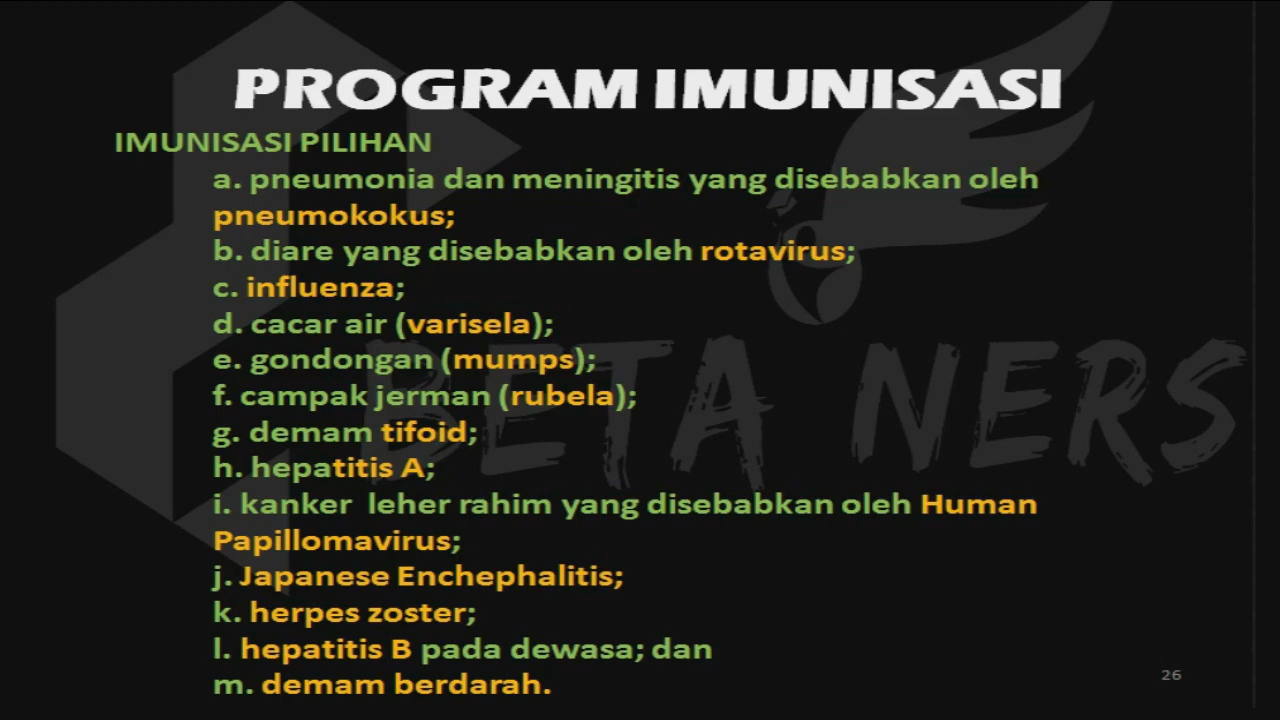 PROGRAM IMUNISASI
IMUNISASI PILIHAN
a. pneumonia dan meningitis yang disebabkan oleh
pneumokokus;
b. diare yang disebabkan oleh rotavirus;
c. influenza;
d. cacar air (varisela);
e. gondongan (mumps);
f. campak jerman (rubela);
g. demam tifoid;
h. hepatitis A;
i. kanker leher rahim yang disebabkan oleh Human
Papillomavirus;
j. Japanese Enchephalitis;
k. herpes zoster;
l. hepatitis B pada dewasa; dan
m. demam berdarah.
BETA NERS
26